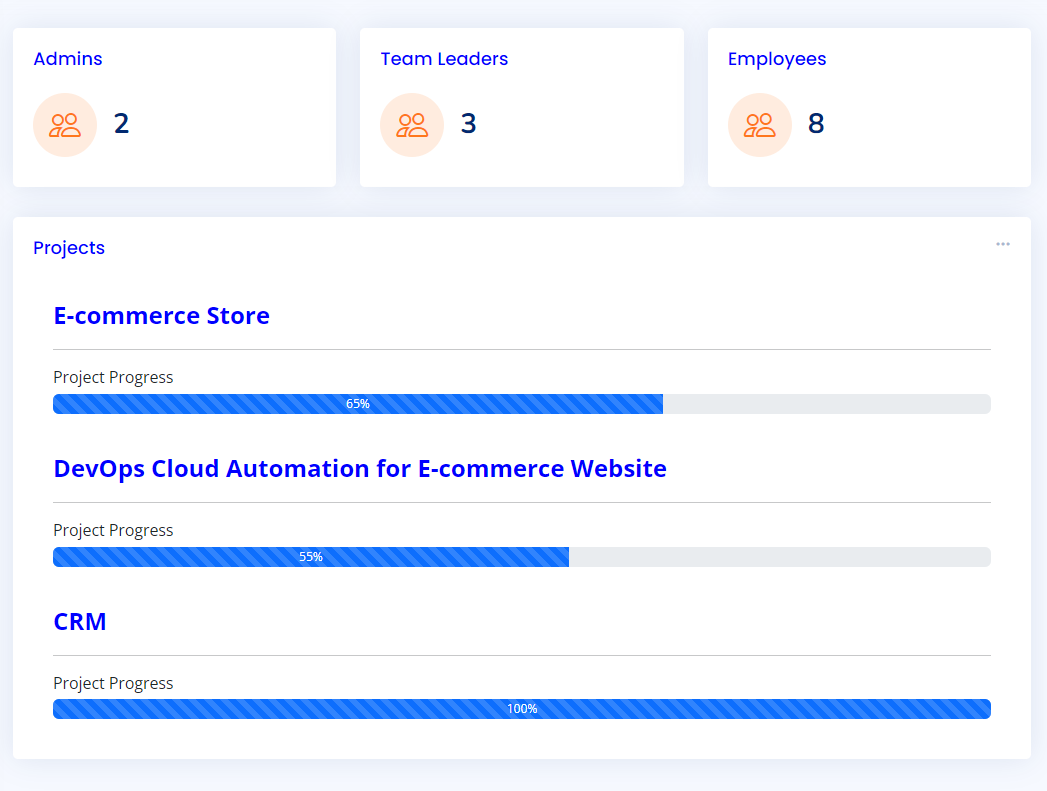 Admins
Team Leaders
Employees
2
3
8
Projects
E-commerce Store
Project Progress
65%
DevOps Cloud Automation for E-commerce Website
Project Progress
55%
CRM
Project Progress
100%